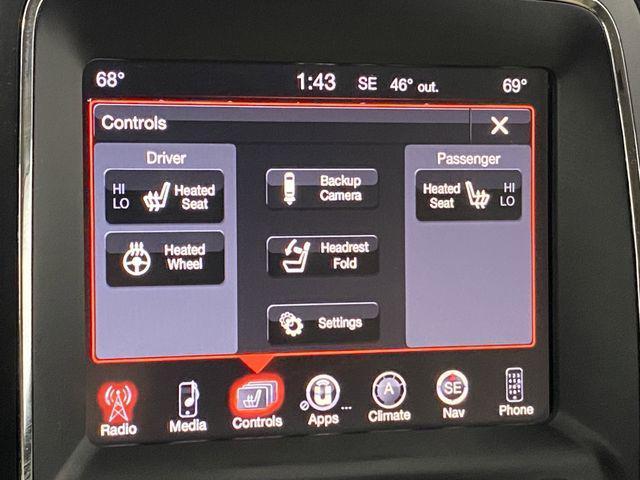 68° 1:43 SE 46° out. 69°
Controls
Driver
HI
LO
Heated
Seat
Heated
Wheel
Backup
Camera
Headrest
Fold
Settings
Passenger
Heated
Seat
HI
LO
Radio
Media
Controls
U
Apps
A
Climate
SE
Nav
Phone